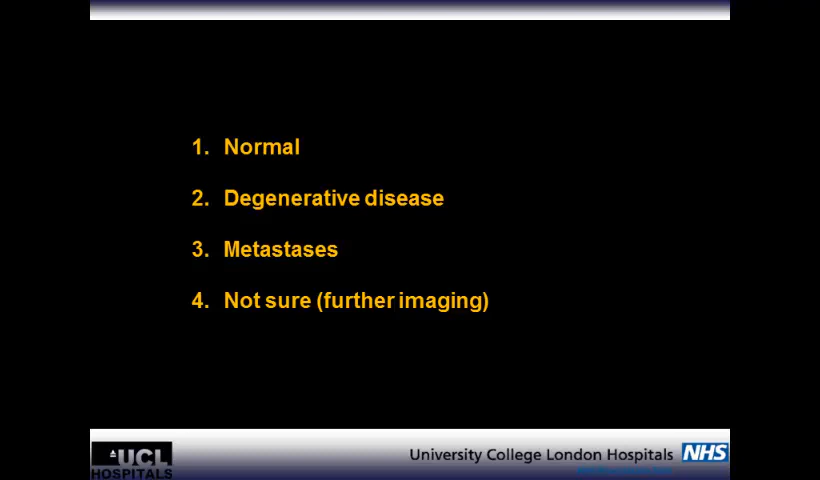 1. Normal
2. Degenerative disease
3. Metastases
4. Not sure (further imaging)
UCL
HOSPITALS
University College London Hospitals NHS